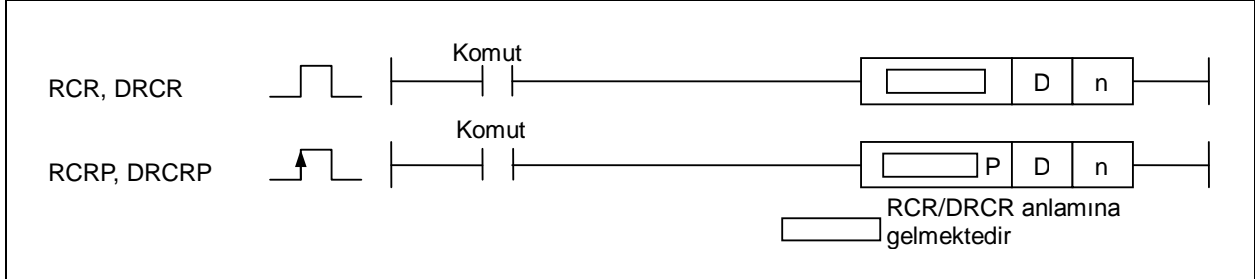 Komut
RCR, DRCR
D n
Komut
RCRP, DRCRP
P D n
RCR/DRCR anlamına
gelmektedir